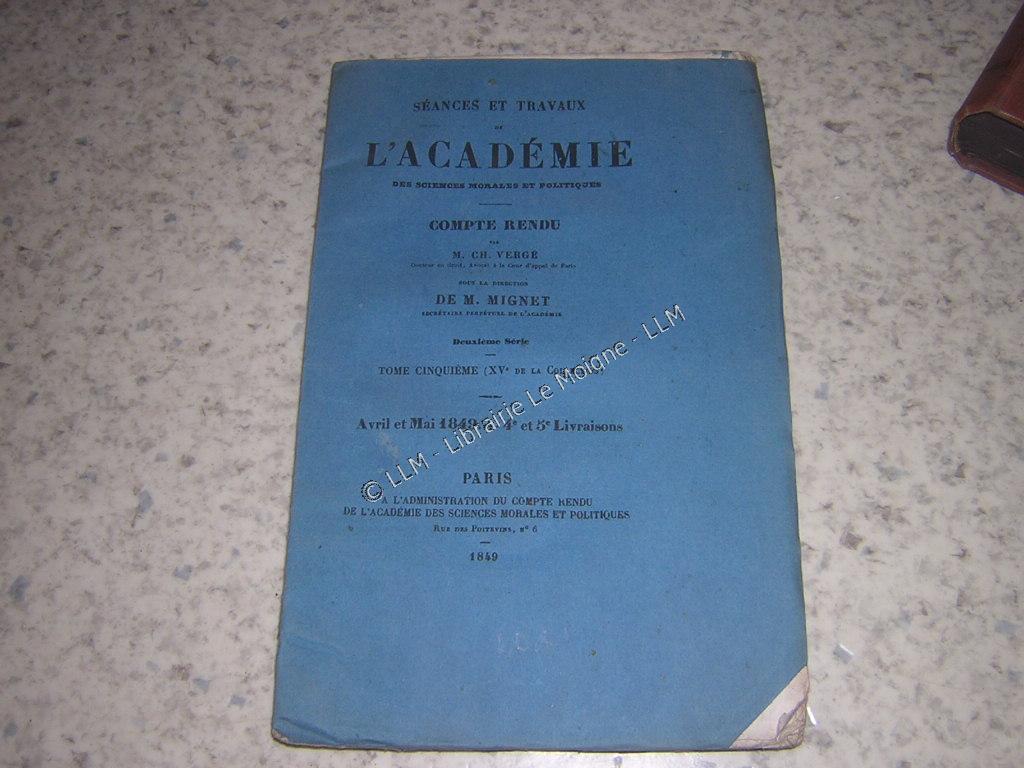 SÉANCES ET TRAVAUX
DE
L'ACADÉMIE
DES SCIENCES MORALES ET POLITIQUES
COMPTE RENDU
PAR
M. CH. VERGÉ
Docteur en droit, Avocat à la Cour d'appel de Paris
SOUS LA DIRECTION
DE M. MIGNET
SECRÉTAIRE PERPÉTUEL DE L'ACADÉMIE
Deuxième Série
TOME CINQUIÈME (XVe DE LA
Avril et Mai 1849 4e et 5e Livraisons
PARIS
A L'ADMINISTRATION DU COMPTE RENDU
DE L'ACADÉMIE DES SCIENCES MORALES ET POLITIQUES
RUE DES POITEVINS, No 6
1849
© LLM - Librairie Le Moigne - LLM